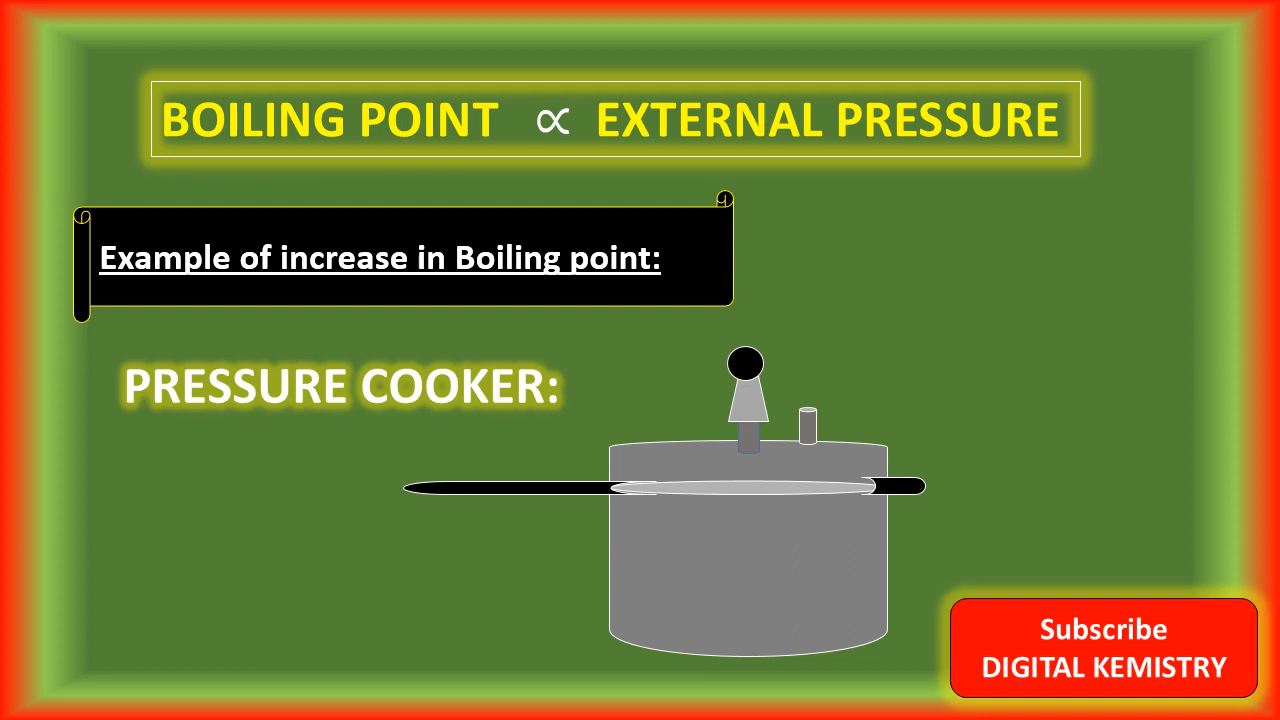 BOILING POINT ∝ EXTERNAL PRESSURE
Example of increase in Boiling point:
PRESSURE COOKER:
Subscribe
DIGITAL KEMISTRY